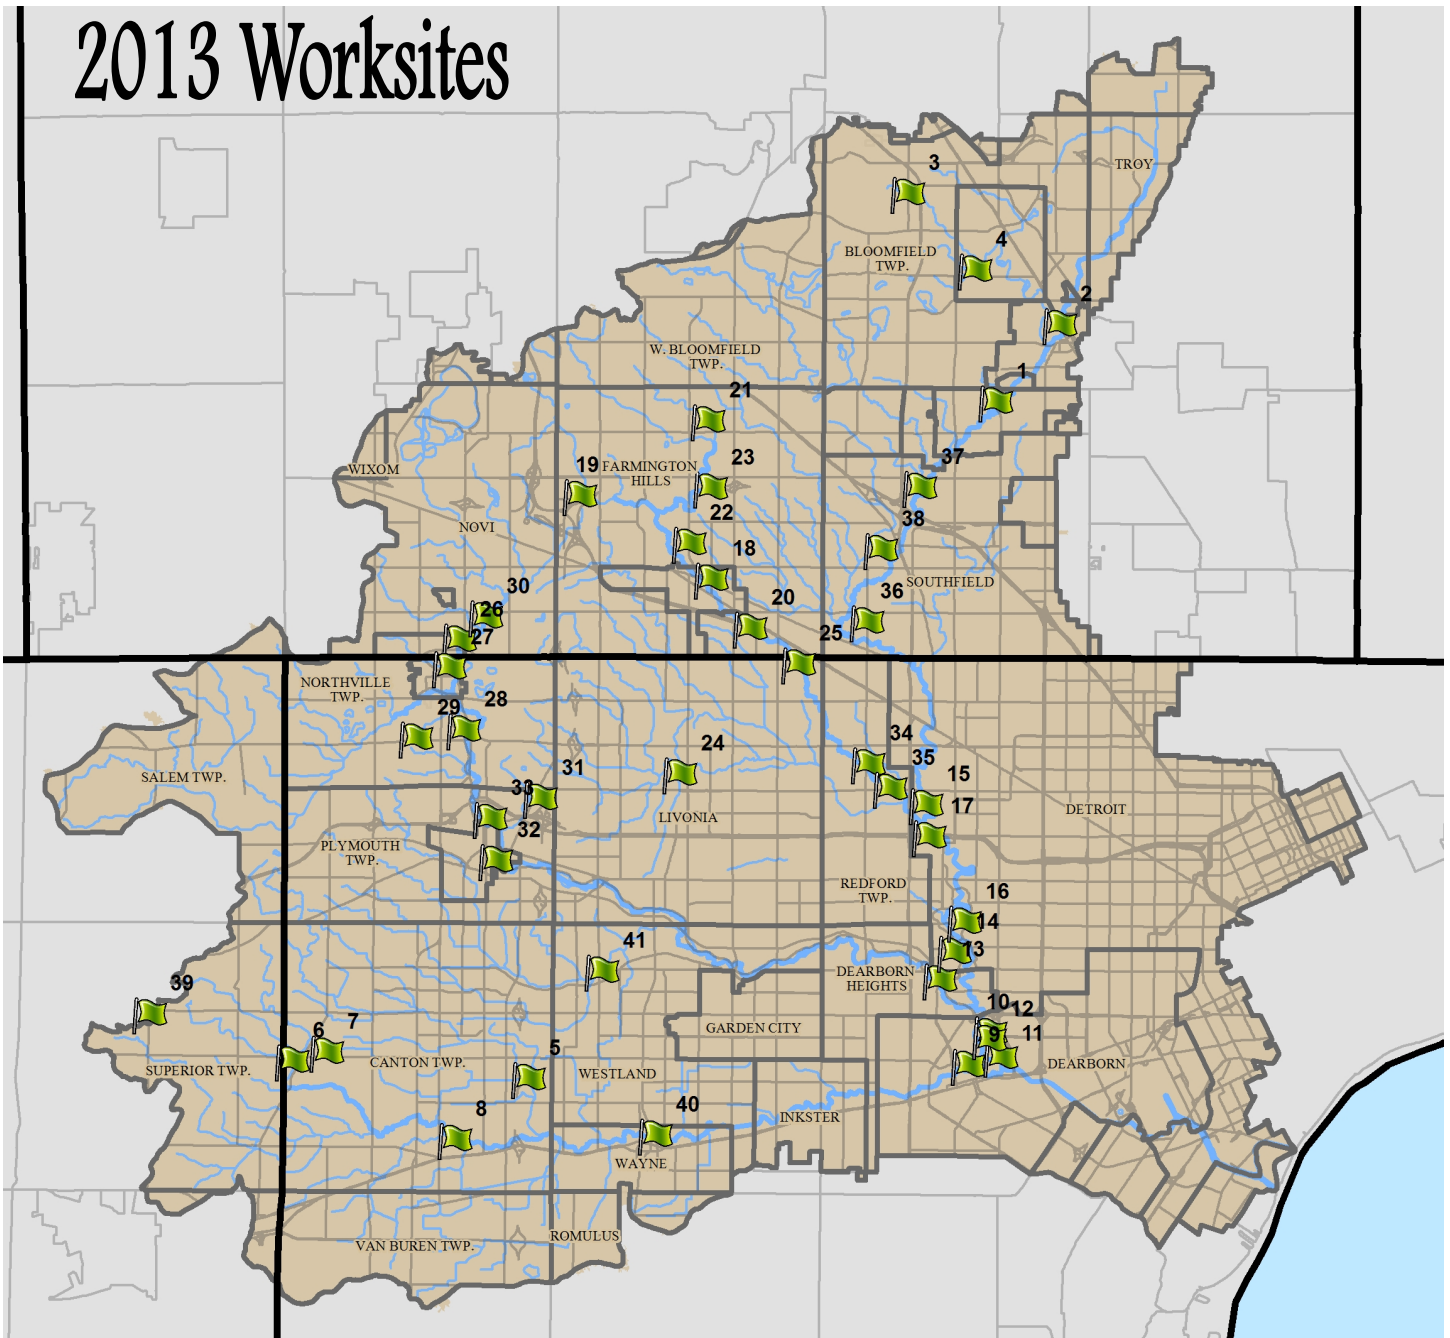 2013 Worksites
3
TROY
4
BLOOMFIELD
TWP.
2
W. BLOOMFIELD
TWP.
1
21
37
23
19
FARMINGTON
HILLS
WIXOM
22
38
NOVI
18
SOUTHFIELD
30
36
20
26
27
25
NORTHVILLE
TWP.
28
29
34
24
35
31
15
SALEM TWP.
33
17
DETROIT
LIVONIA
32
PLYMOUTH
TWP.
REDFORD
TWP.
16
14
41
13
DEARBORN
HEIGHTS
39
10
12
7
6
GARDEN CITY
9
11
5
CANTON TWP.
DEARBORN
SUPERIOR TWP.
WESTLAND
8
40
INKSTER
WAYNE
ROMULUS
VAN BUREN TWP.